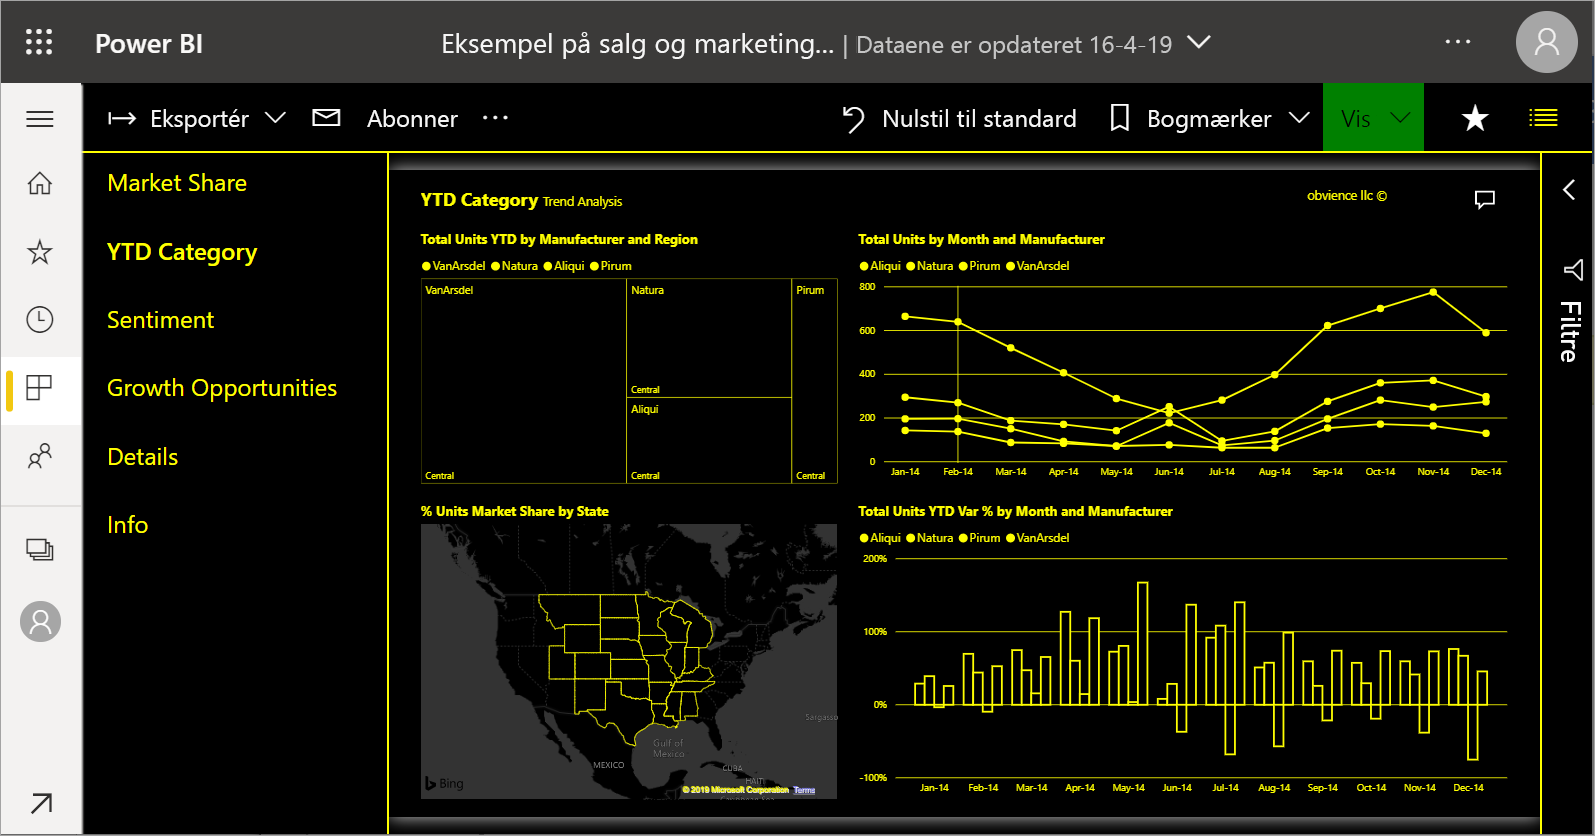 Power BI
Eksempel på salg og marketing... | Dataene er opdateret 16-4-19
Eksportér
Abonner
Nulstil til standard
Bogmærker
Vis
Market Share
YTD Category
Sentiment
Growth Opportunities
Details
Info
YTD Category Trend Analysis
obvience llc ©
Filtre
Total Units YTD by Manufacturer and Region
VanArsdel Natura Aliqui Pirum
VanArsdel
Natura
Pirum
Central
Aliqui
Central
Central
Central
Total Units by Month and Manufacturer
Aliqui Natura Pirum VanArsdel
800
600
400
200
0
Jan-14 Feb-14 Mar-14 Apr-14 May-14 Jun-14 Jul-14 Aug-14 Sep-14 Oct-14 Nov-14 Dec-14
% Units Market Share by State
Sargasso
Gulf of
Mexico
MEXICO
CUBA
HAITI
Bing
© 2019 Microsoft Corporation Terms
Total Units YTD Var % by Month and Manufacturer
Aliqui Natura Pirum VanArsdel
200%
100%
0%
-100%
Jan-14 Feb-14 Mar-14 Apr-14 May-14 Jun-14 Jul-14 Aug-14 Sep-14 Oct-14 Nov-14 Dec-14